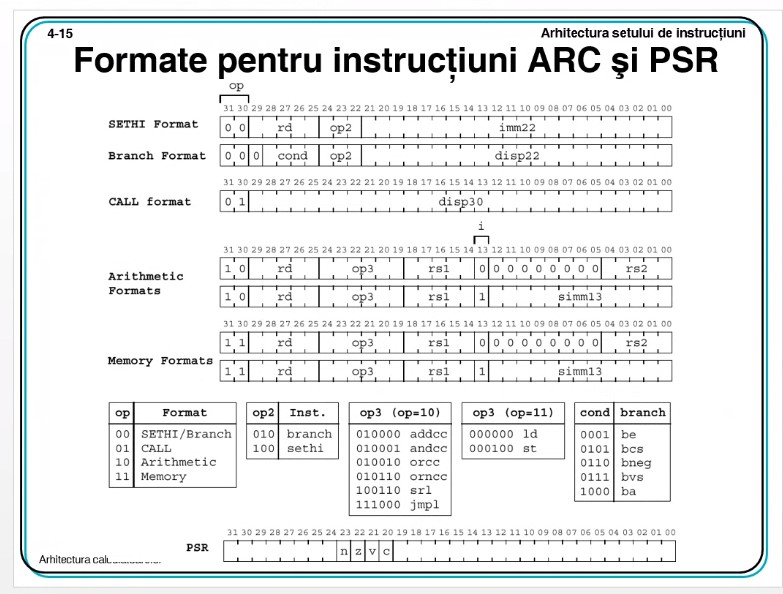 4-15
Arhitectura setului de instrucțiuni
Formate pentru instrucțiuni ARC și PSR
op
31 30 29 28 27 26 25 24 23 22 21 20 19 18 17 16 15 14 13 12 11 10 09 08 07 06 05 04 03 02 01 00
SETHI Format 0 0 rd op2 imm22
Branch Format 0 0 0 cond op2 disp22
31 30 29 28 27 26 25 24 23 22 21 20 19 18 17 16 15 14 13 12 11 10 09 08 07 06 05 04 03 02 01 00
CALL format 0 1 disp30
i
31 30 29 28 27 26 25 24 23 22 21 20 19 18 17 16 15 14 13 12 11 10 09 08 07 06 05 04 03 02 01 00
Arithmetic
Formats
1 0 rd op3 rs1 0 0 0 0 0 0 0 0 0 rs2
1 0 rd op3 rs1 1 simm13
31 30 29 28 27 26 25 24 23 22 21 20 19 18 17 16 15 14 13 12 11 10 09 08 07 06 05 04 03 02 01 00
Memory Formats
1 1 rd op3 rs1 0 0 0 0 0 0 0 0 0 rs2
1 1 rd op3 rs1 1 simm13
op Format
00 SETHI/Branch
01 CALL
10 Arithmetic
11 Memory
op2 Inst.
010 branch
100 sethi
op3 (op=10)
010000 addcc
010001 andcc
010010 orcc
010110 orncc
100110 srl
111000 jmpl
op3 (op=11)
000000 ld
000100 st
cond branch
0001 be
0101 bcs
0110 bneg
0111 bvs
1000 ba
31 30 29 28 27 26 25 24 23 22 21 20 19 18 17 16 15 14 13 12 11 10 09 08 07 06 05 04 03 02 01 00
PSR n z v c
Arhitectura